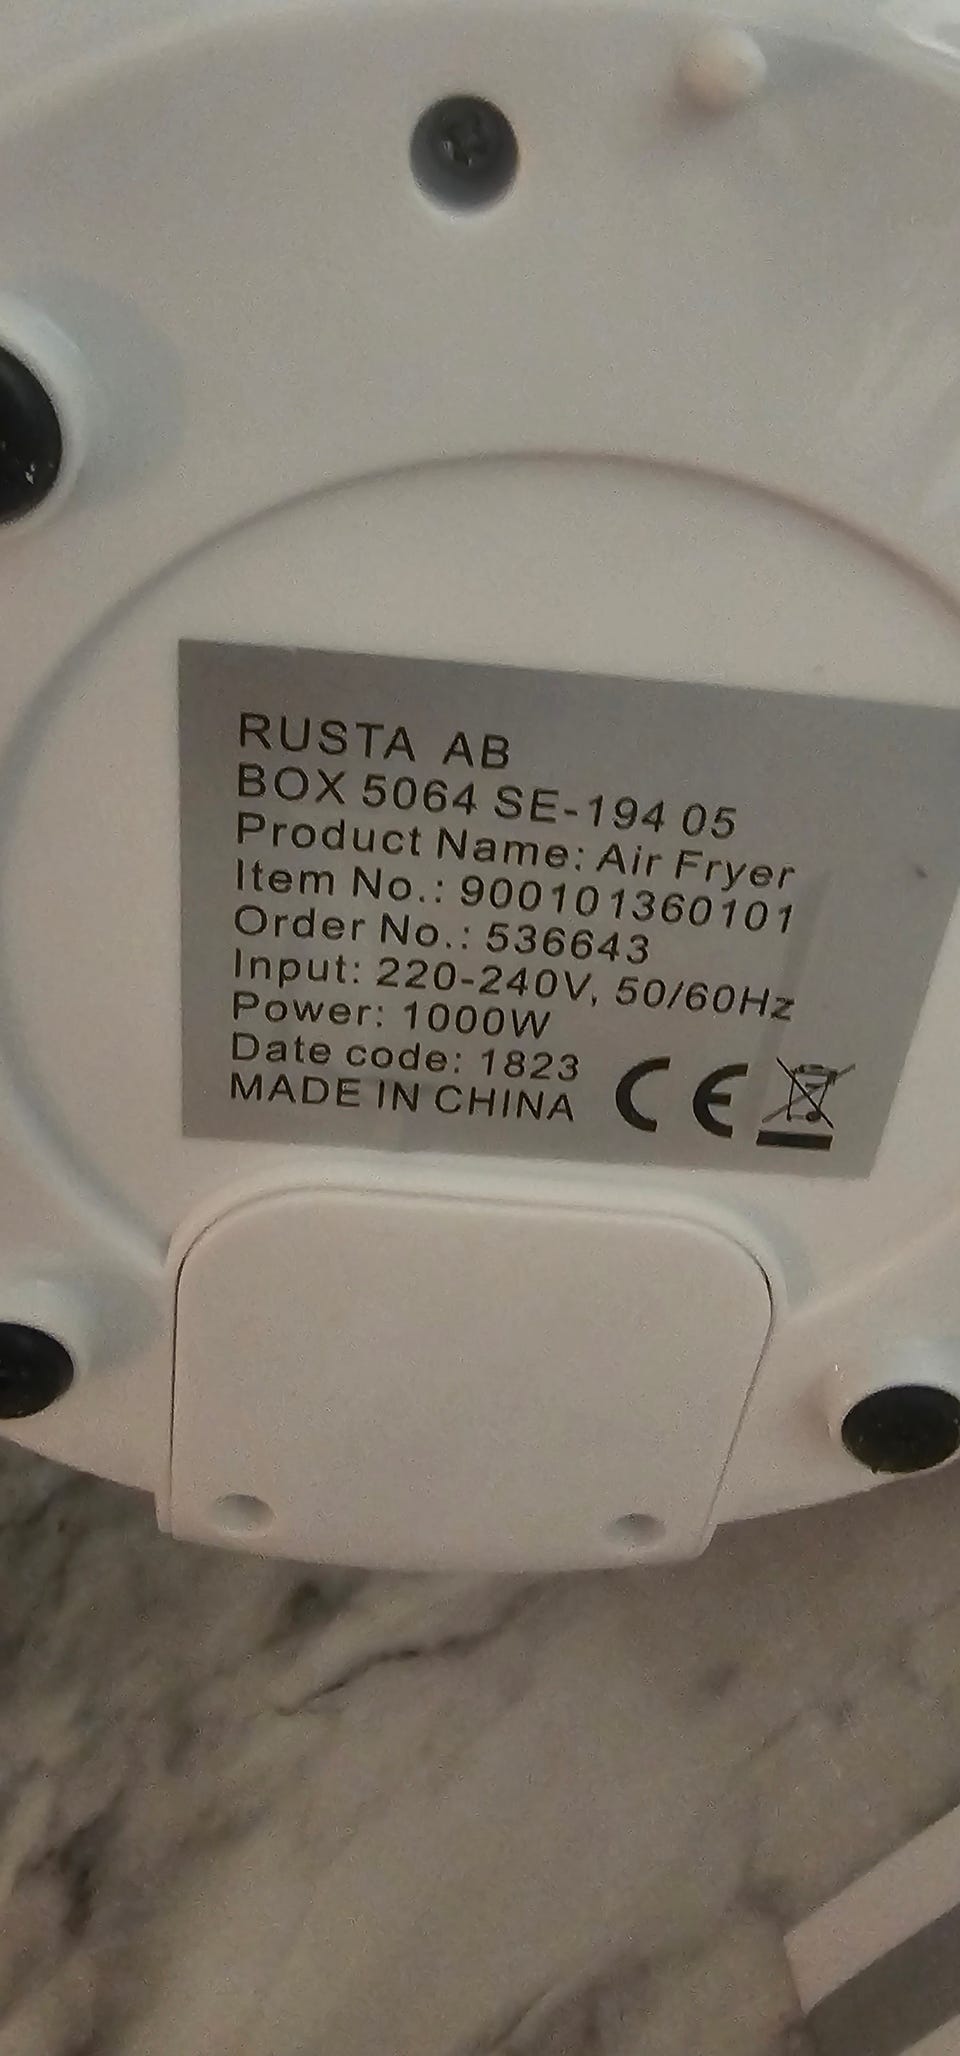 RUSTA AB
BOX 5064 SE-194 05
Product Name: Air Fryer
Item No.: 900101360101
Order No.: 536643
Input: 220-240V, 50/60Hz
Power: 1000W
Date code: 1823
MADE IN CHINA CE